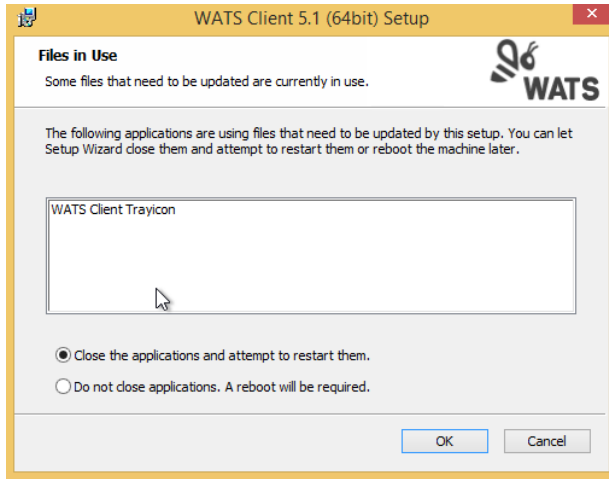 WATS Client 5.1 (64bit) Setup
Files in Use
Some files that need to be updated are currently in use.
WATS
The following applications are using files that need to be updated by this setup. You can let
Setup Wizard close them and attempt to restart them or reboot the machine later.
WATS Client Trayicon
Close the applications and attempt to restart them.
Do not close applications. A reboot will be required.
OK
Cancel